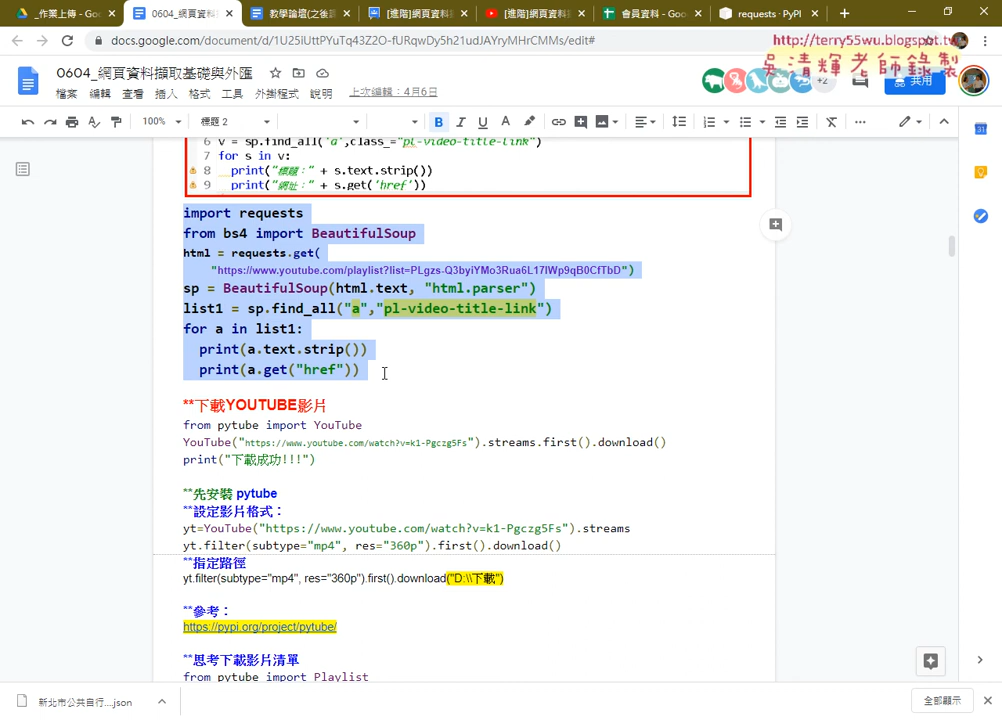 _作業上傳 - Goo
0604_網頁資料
教學論壇(之後
[進階]網頁資料
[進階]網頁資料
會員資料 - Goo
requests · PyPI
docs.google.com/document/d/1U25lUttPYuTq43Z2O-fURqwDy5h21udJAYryMHrCMMs/edit#
http://terry55wu.blogspot.tw
吳清輝老師錄製
0604_網頁資料擷取基礎與外匯
檔案 編輯 查看 插入 格式 工具 外掛程式 說明 上次編輯：4月6日
+2
共用
100% 標題 2 B I U A
6 v = sp.find_all('a',class_="pl-video-title-link")
7 for s in v:
8 print("標題：" + s.text.strip())
9 print("網址：" + s.get('href'))
import requests
from bs4 import BeautifulSoup
html = requests.get(
"https://www.youtube.com/playlist?list=PLgzs-Q3byiYMo3Rua6L17IWp9qB0CfTbD")
sp = BeautifulSoup(html.text, "html.parser")
list1 = sp.find_all("a","pl-video-title-link")
for a in list1:
print(a.text.strip())
print(a.get("href"))
**下載YOUTUBE影片
from pytube import YouTube
YouTube("https://www.youtube.com/watch?v=k1-Pgczg5Fs").streams.first().download()
print("下載成功!!!")
**先安裝 pytube
**設定影片格式：
yt=YouTube("https://www.youtube.com/watch?v=k1-Pgczg5Fs").streams
yt.filter(subtype="mp4", res="360p").first().download()
**指定路徑
yt.filter(subtype="mp4", res="360p").first().download("D:\\下載")
**參考：
https://pypi.org/project/pytube/
**思考下載影片清單
from pytube import Playlist
新北市公共自行....json
全部顯示